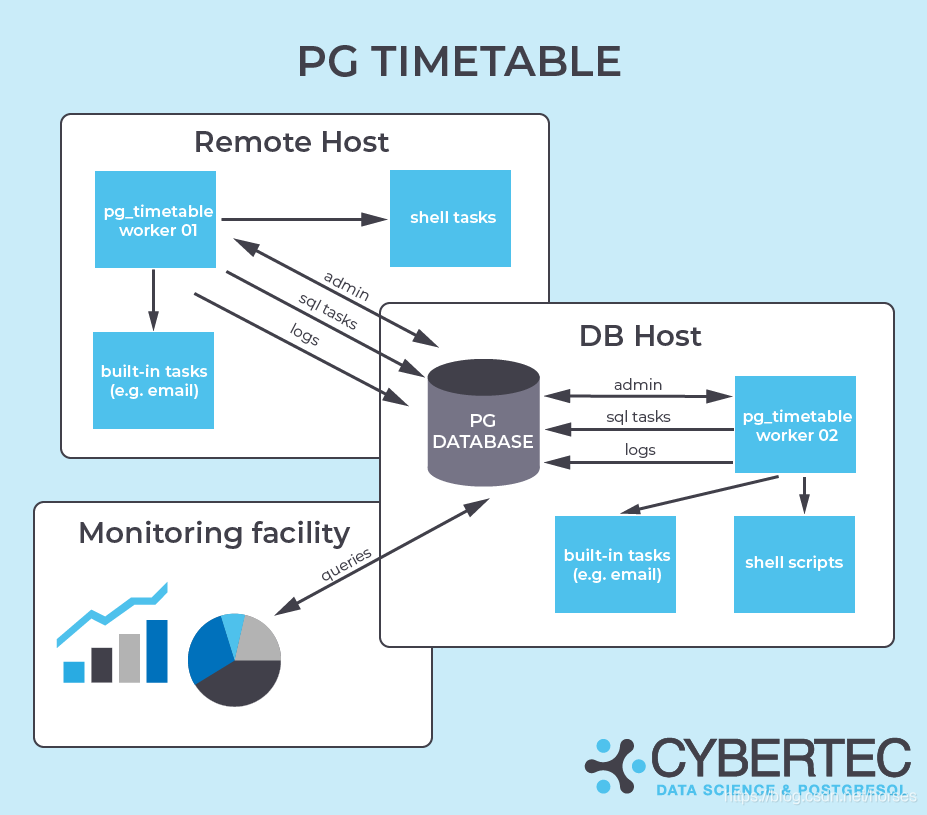 PG TIMETABLE
Remote Host
pg_timetable
worker 01
shell tasks
admin
sql tasks
logs
built-in tasks
(e.g. email)
DB Host
PG
DATABASE
admin
sql tasks
logs
pg_timetable
worker 02
built-in tasks
(e.g. email)
shell scripts
Monitoring facility
queries
CYBERTEC
DATA SCIENCE & POSTGRESQL
https://blog.csdn.net/horses